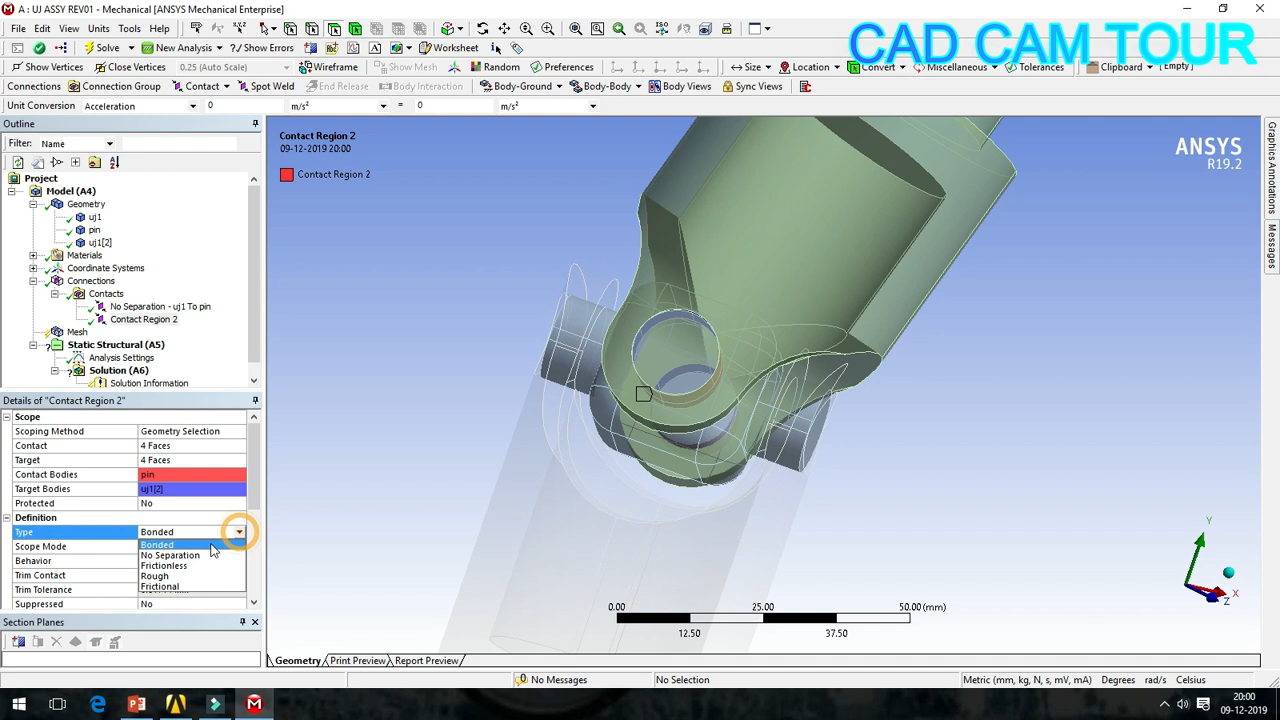 A : UJ ASSY REV01 - Mechanical [ANSYS Mechanical Enterprise]
File Edit View Units Tools Help
CAD CAM TOUR
Solve New Analysis Show Errors Worksheet
Show Vertices Close Vertices 0.25 (Auto Scale) Wireframe Show Mesh Random Preferences Size Location Convert Miscellaneous Tolerances Clipboard [Empty]
Connections Connection Group Contact Spot Weld End Release Body Interaction Body-Ground Body-Body Body Views Sync Views
Unit Conversion Acceleration 0 m/s² = 0 m/s²
Outline
Filter: Name
Project
Model (A4)
Geometry
uj1
pin
uj1[2]
Materials
Coordinate Systems
Connections
Contacts
No Separation - uj1 To pin
Contact Region 2
Mesh
Static Structural (A5)
Analysis Settings
Solution (A6)
Solution Information
Details of "Contact Region 2"
Scope
Scoping Method Geometry Selection
Contact 4 Faces
Target 4 Faces
Contact Bodies pin
Target Bodies uj1[2]
Protected No
Definition
Type Bonded
Scope Mode
Behavior
Trim Contact
Trim Tolerance
Suppressed No
Bonded
No Separation
Frictionless
Rough
Frictional
Section Planes
Contact Region 2
09-12-2019 20:00
Contact Region 2
ANSYS
R19.2
Y
X
Z
0.00 25.00 50.00 (mm)
12.50 37.50
Geometry Print Preview Report Preview
Graphics Annotations
Messages
No Messages No Selection Metric (mm, kg, N, s, mV, mA) Degrees rad/s Celsius
20:00
09-12-2019